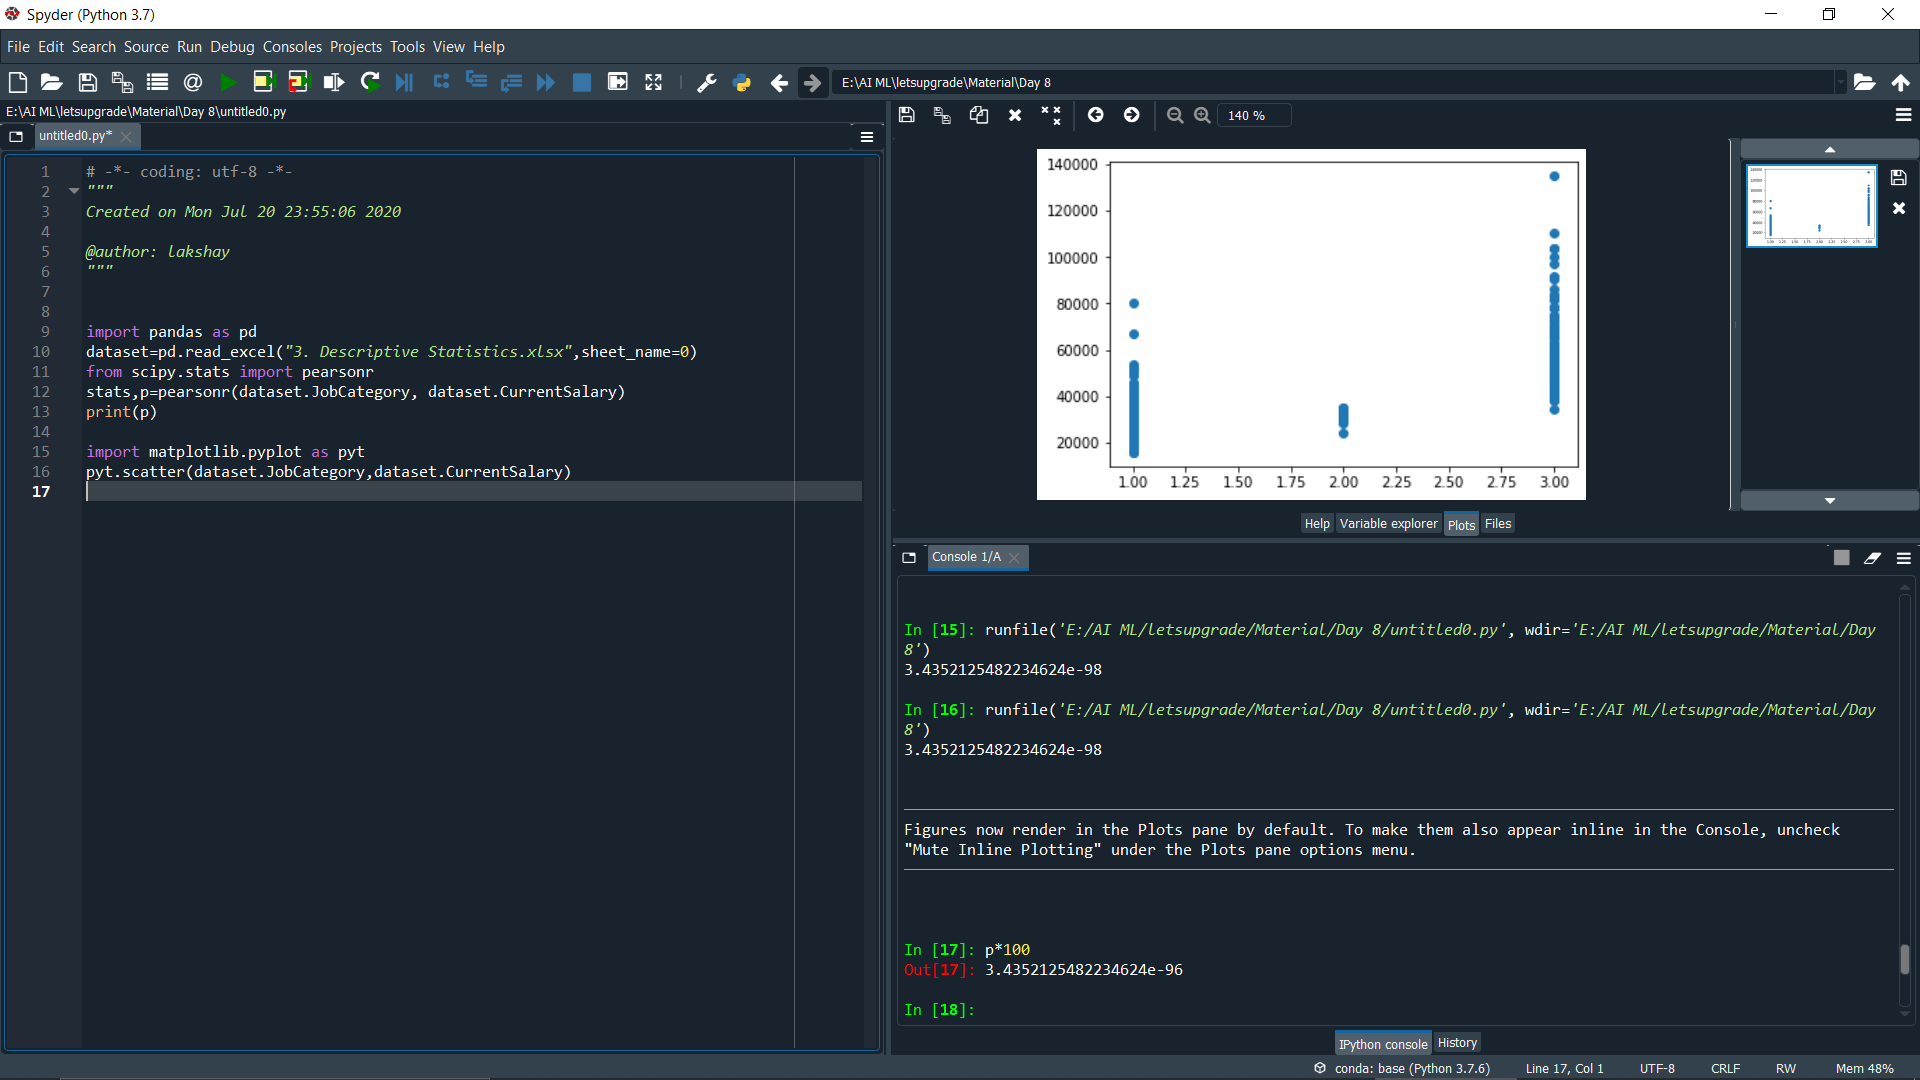 Spyder (Python 3.7)
File Edit Search Source Run Debug Consoles Projects Tools View Help
E:\AI ML\letsupgrade\Material\Day 8
E:\AI ML\letsupgrade\Material\Day 8\untitled0.py
untitled0.py*
1 # -*- coding: utf-8 -*-
2 """
3 Created on Mon Jul 20 23:55:06 2020
4
5 @author: lakshay
6 """
7
8
9 import pandas as pd
10 dataset=pd.read_excel("3. Descriptive Statistics.xlsx",sheet_name=0)
11 from scipy.stats import pearsonr
12 stats,p=pearsonr(dataset.JobCategory, dataset.CurrentSalary)
13 print(p)
14
15 import matplotlib.pyplot as pyt
16 pyt.scatter(dataset.JobCategory,dataset.CurrentSalary)
17
140 %
140000
120000
100000
80000
60000
40000
20000
1.00 1.25 1.50 1.75 2.00 2.25 2.50 2.75 3.00
Help Variable explorer Plots Files
Console 1/A
In [15]: runfile('E:/AI ML/letsupgrade/Material/Day 8/untitled0.py', wdir='E:/AI ML/letsupgrade/Material/Day
8')
3.4352125482234624e-98
In [16]: runfile('E:/AI ML/letsupgrade/Material/Day 8/untitled0.py', wdir='E:/AI ML/letsupgrade/Material/Day
8')
3.4352125482234624e-98
Figures now render in the Plots pane by default. To make them also appear inline in the Console, uncheck
"Mute Inline Plotting" under the Plots pane options menu.
In [17]: p*100
Out[17]: 3.4352125482234624e-96
In [18]:
IPython console History
conda: base (Python 3.7.6) Line 17, Col 1 UTF-8 CRLF RW Mem 48%